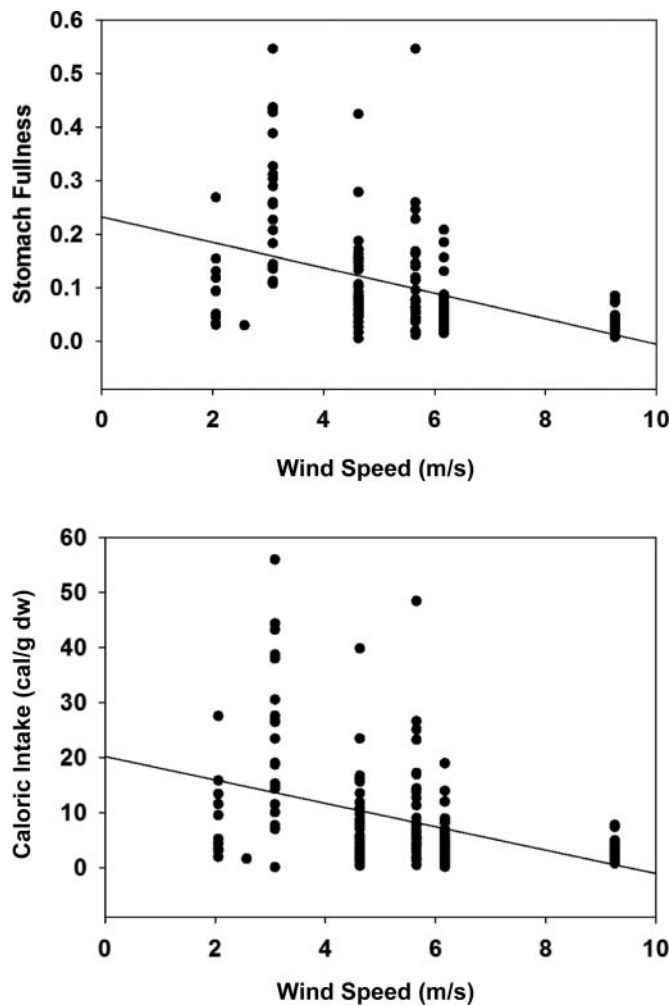 0.6
0.5
0.4
0.3
0.2
0.1
0.0
Stomach Fullness
0 2 4 6 8 10
Wind Speed (m/s)
60
50
40
30
20
10
0
Caloric Intake (cal/g dw)
0 2 4 6 8 10
Wind Speed (m/s)